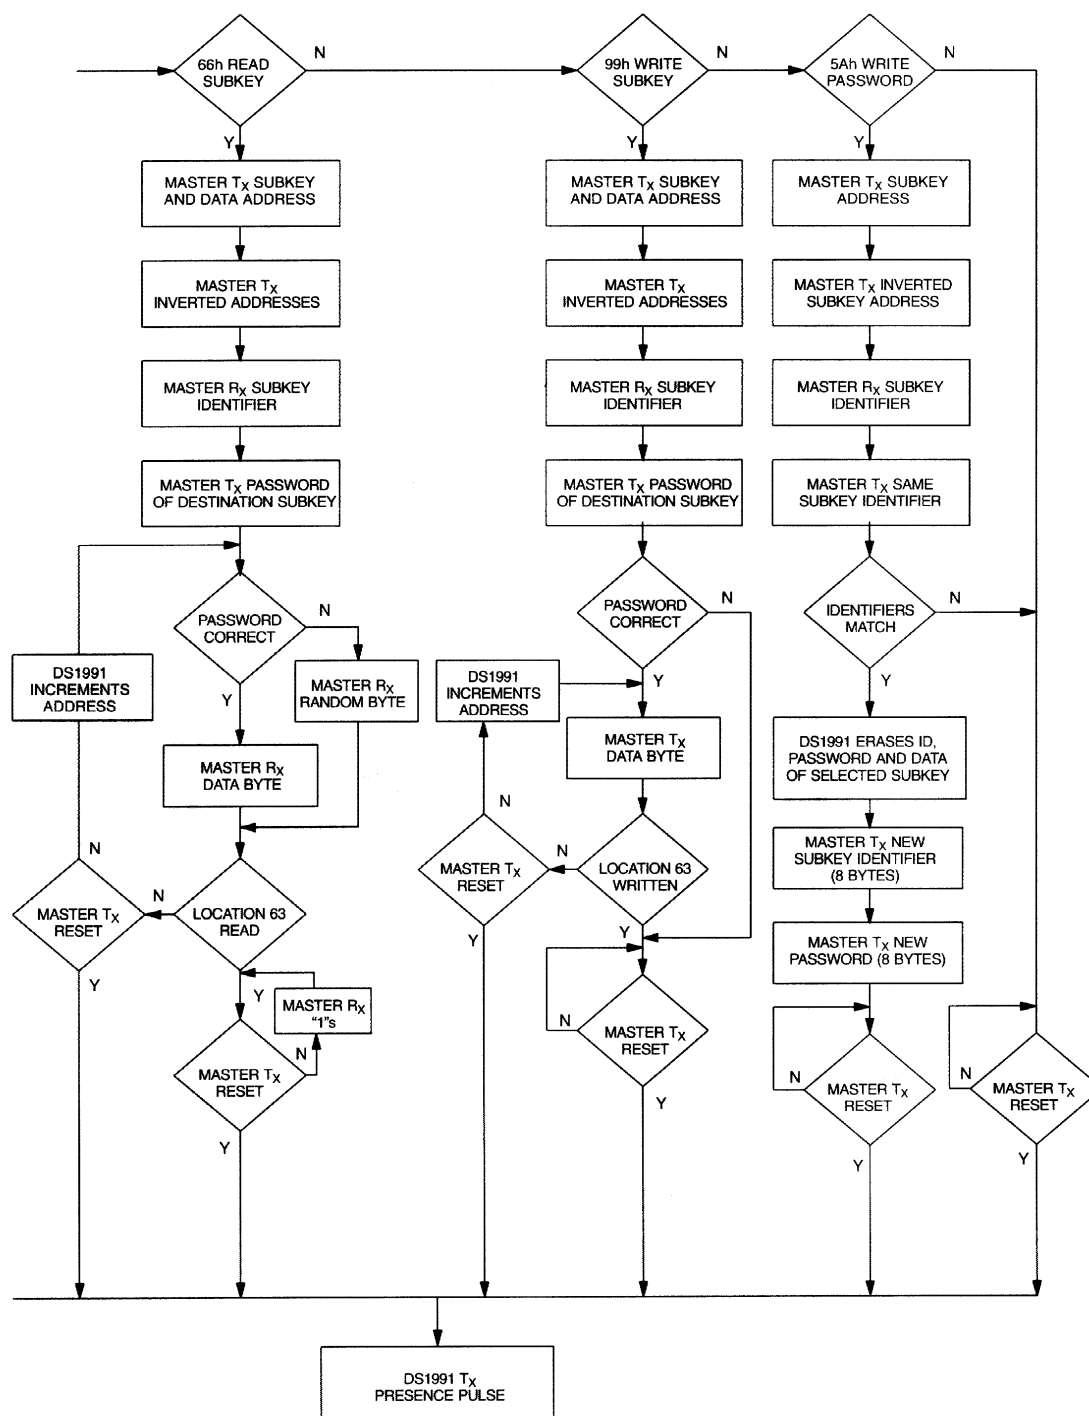 66h READ
SUBKEY
N
Y
MASTER TX SUBKEY
AND DATA ADDRESS
MASTER TX
INVERTED ADDRESSES
MASTER RX SUBKEY
IDENTIFIER
MASTER TX PASSWORD
OF DESTINATION SUBKEY
PASSWORD
CORRECT
N
Y
DS1991
INCREMENTS
ADDRESS
MASTER RX
RANDOM BYTE
MASTER RX
DATA BYTE
N
MASTER TX
RESET
N
Y
LOCATION 63
READ
Y
MASTER RX
"1"s
MASTER TX
RESET
N
Y
99h WRITE
SUBKEY
N
Y
MASTER TX SUBKEY
AND DATA ADDRESS
MASTER TX
INVERTED ADDRESSES
MASTER RX SUBKEY
IDENTIFIER
MASTER TX PASSWORD
OF DESTINATION SUBKEY
PASSWORD
CORRECT
N
Y
DS1991
INCREMENTS
ADDRESS
MASTER TX
DATA BYTE
N
MASTER TX
RESET
N
Y
LOCATION 63
WRITTEN
Y
N
MASTER TX
RESET
Y
5Ah WRITE
PASSWORD
N
Y
MASTER TX SUBKEY
ADDRESS
MASTER TX INVERTED
SUBKEY ADDRESS
MASTER RX SUBKEY
IDENTIFIER
MASTER TX SAME
SUBKEY IDENTIFIER
IDENTIFIERS
MATCH
N
Y
DS1991 ERASES ID,
PASSWORD AND DATA
OF SELECTED SUBKEY
MASTER TX NEW
SUBKEY IDENTIFIER
(8 BYTES)
MASTER TX NEW
PASSWORD (8 BYTES)
N
MASTER TX
RESET
Y
N
MASTER TX
RESET
Y
DS1991 TX
PRESENCE PULSE